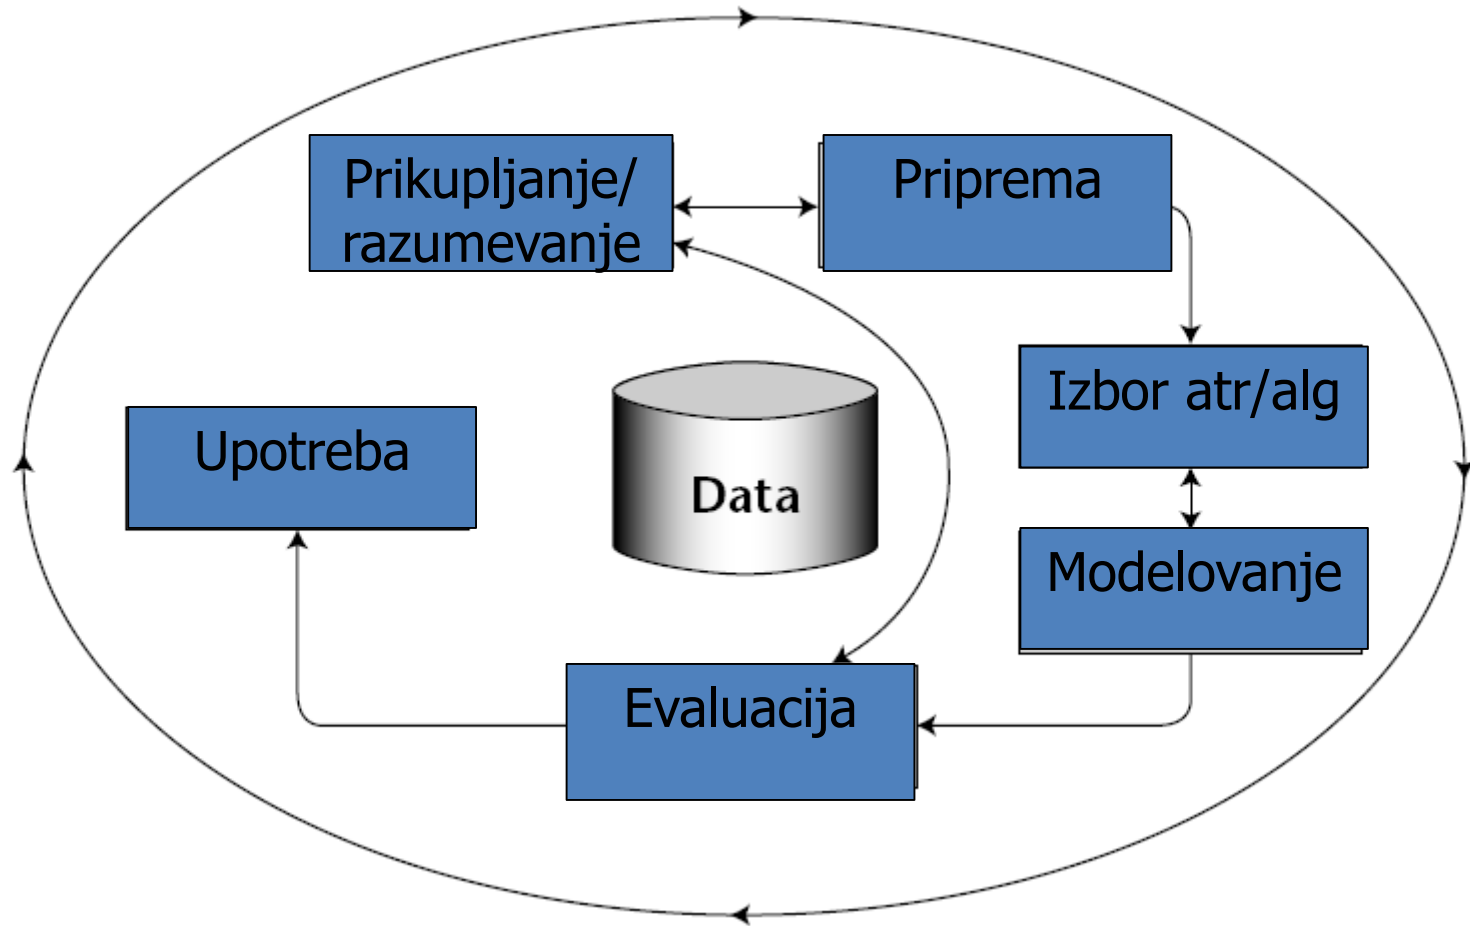 Prikupljanje/
razumevanje
Priprema
Izbor atr/alg
Upotreba
Data
Modelovanje
Evaluacija